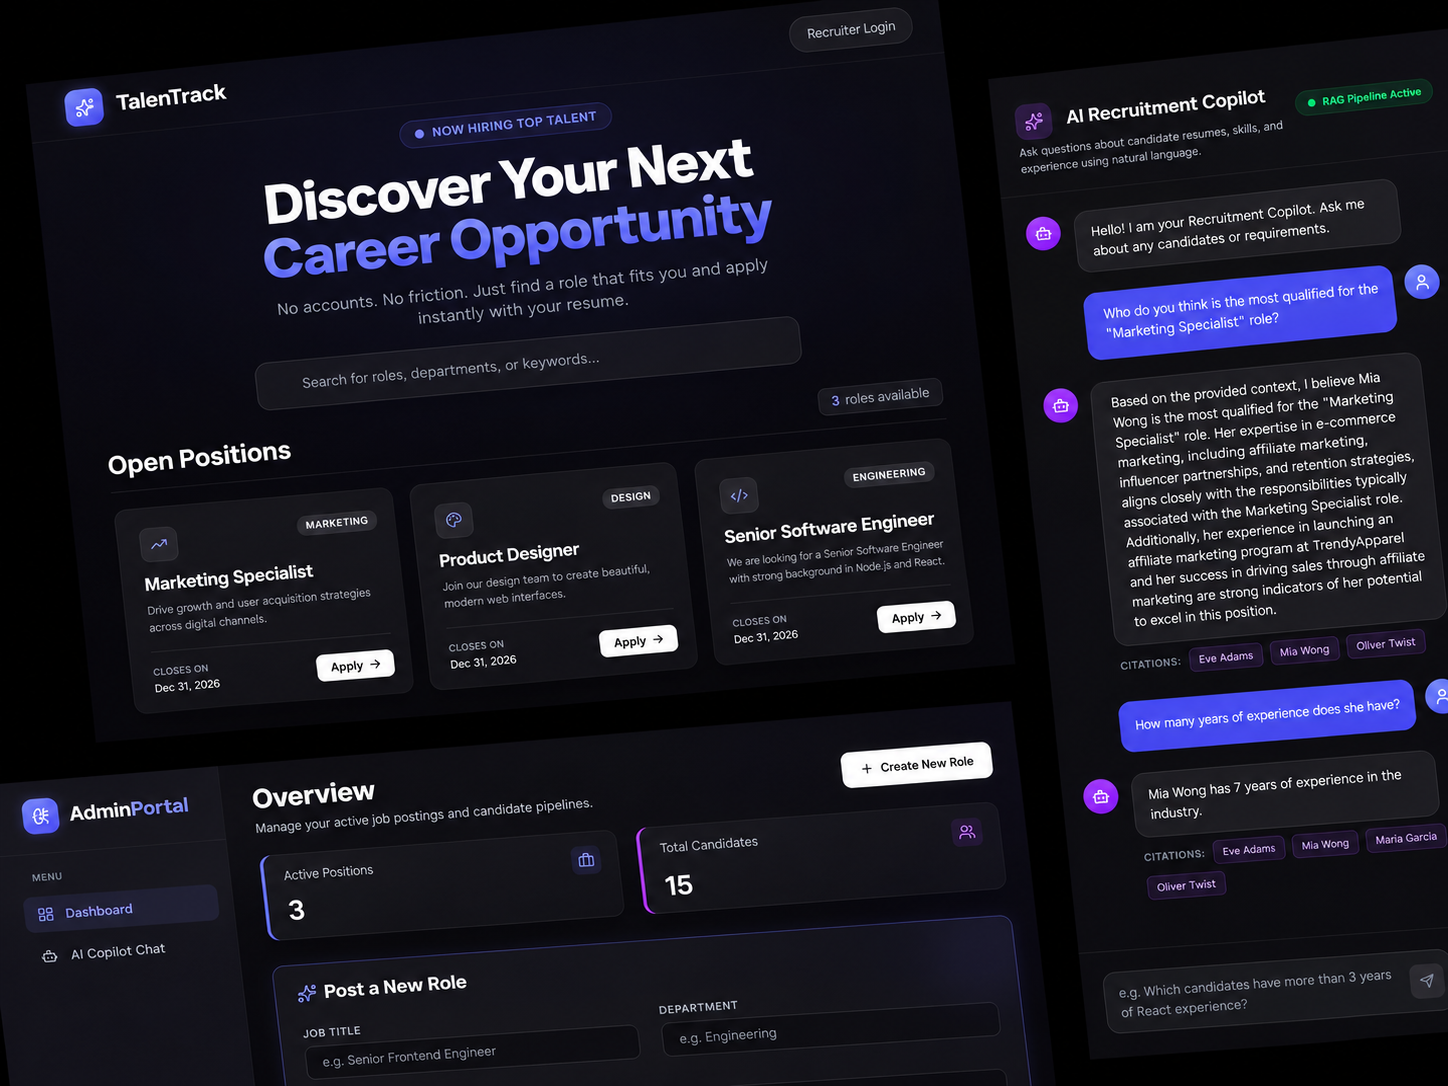 TalenTrack
Recruiter Login
NOW HIRING TOP TALENT
Discover Your Next
Career Opportunity
No accounts. No friction. Just find a role that fits you and apply
instantly with your resume.
Search for roles, departments, or keywords...
3 roles available
Open Positions
MARKETING
Marketing Specialist
Drive growth and user acquisition strategies
across digital channels.
CLOSES ON
Dec 31, 2026
Apply →
DESIGN
Product Designer
Join our design team to create beautiful,
modern web interfaces.
CLOSES ON
Dec 31, 2026
Apply →
ENGINEERING
Senior Software Engineer
We are looking for a Senior Software Engineer
with strong background in Node.js and React.
CLOSES ON
Dec 31, 2026
Apply →
AdminPortal
MENU
Dashboard
AI Copilot Chat
Overview
Manage your active job postings and candidate pipelines.
+ Create New Role
Active Positions
3
Total Candidates
15
Post a New Role
JOB TITLE
e.g. Senior Frontend Engineer
DEPARTMENT
e.g. Engineering
AI Recruitment Copilot
RAG Pipeline Active
Ask questions about candidate resumes, skills, and
experience using natural language.
Hello! I am your Recruitment Copilot. Ask me
about any candidates or requirements.
Who do you think is the most qualified for the
"Marketing Specialist" role?
Based on the provided context, I believe Mia
Wong is the most qualified for the "Marketing
Specialist" role. Her expertise in e-commerce
marketing, including affiliate marketing,
influencer partnerships, and retention strategies,
aligns closely with the responsibilities typically
associated with the Marketing Specialist role.
Additionally, her experience in launching an
affiliate marketing program at TrendyApparel
and her success in driving sales through affiliate
marketing are strong indicators of her potential
to excel in this position.
CITATIONS: Eve Adams Mia Wong Oliver Twist
How many years of experience does she have?
Mia Wong has 7 years of experience in the
industry.
CITATIONS: Eve Adams Mia Wong Maria Garcia
Oliver Twist
e.g. Which candidates have more than 3 years
of React experience?